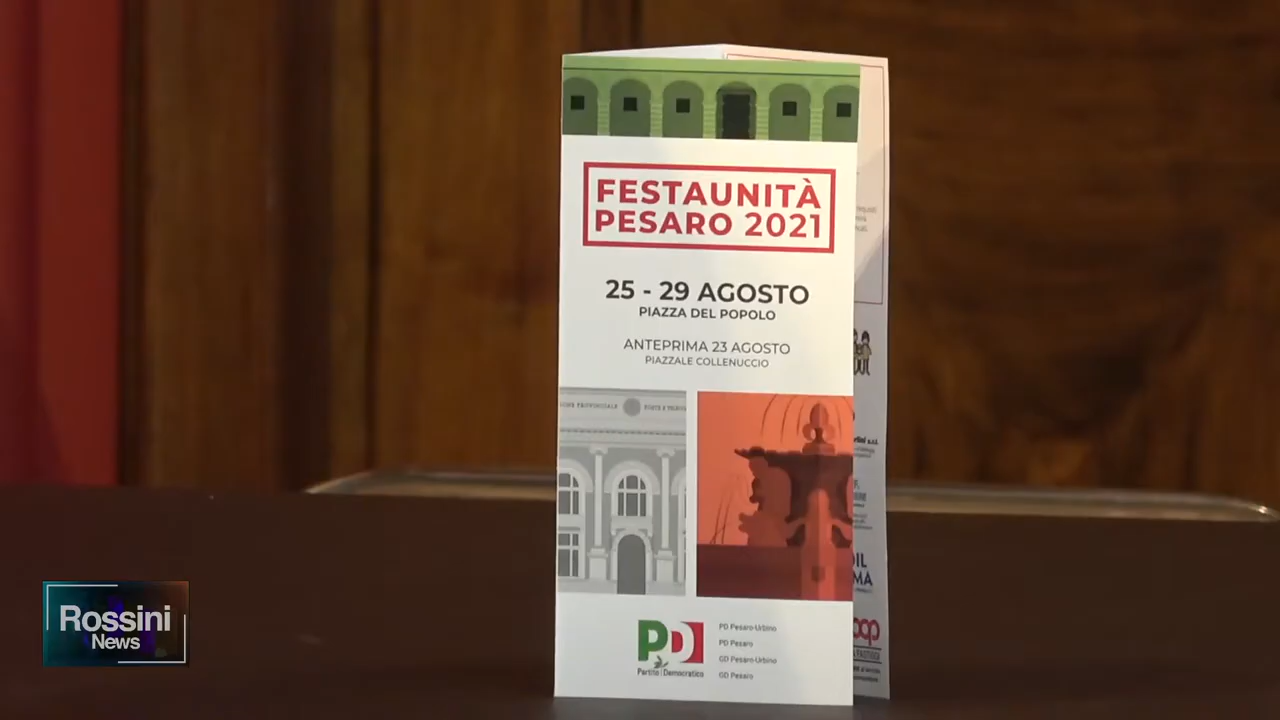 FESTAUNITÀ
PESARO 2021
25 - 29 AGOSTO
PIAZZA DEL POPOLO
ANTEPRIMA 23 AGOSTO
PIAZZALE COLLENUCCIO
PD
Partito Democratico
PD Pesaro-Urbino
PD Pesaro
GD Pesaro-Urbino
GD Pesaro
Rossini
News